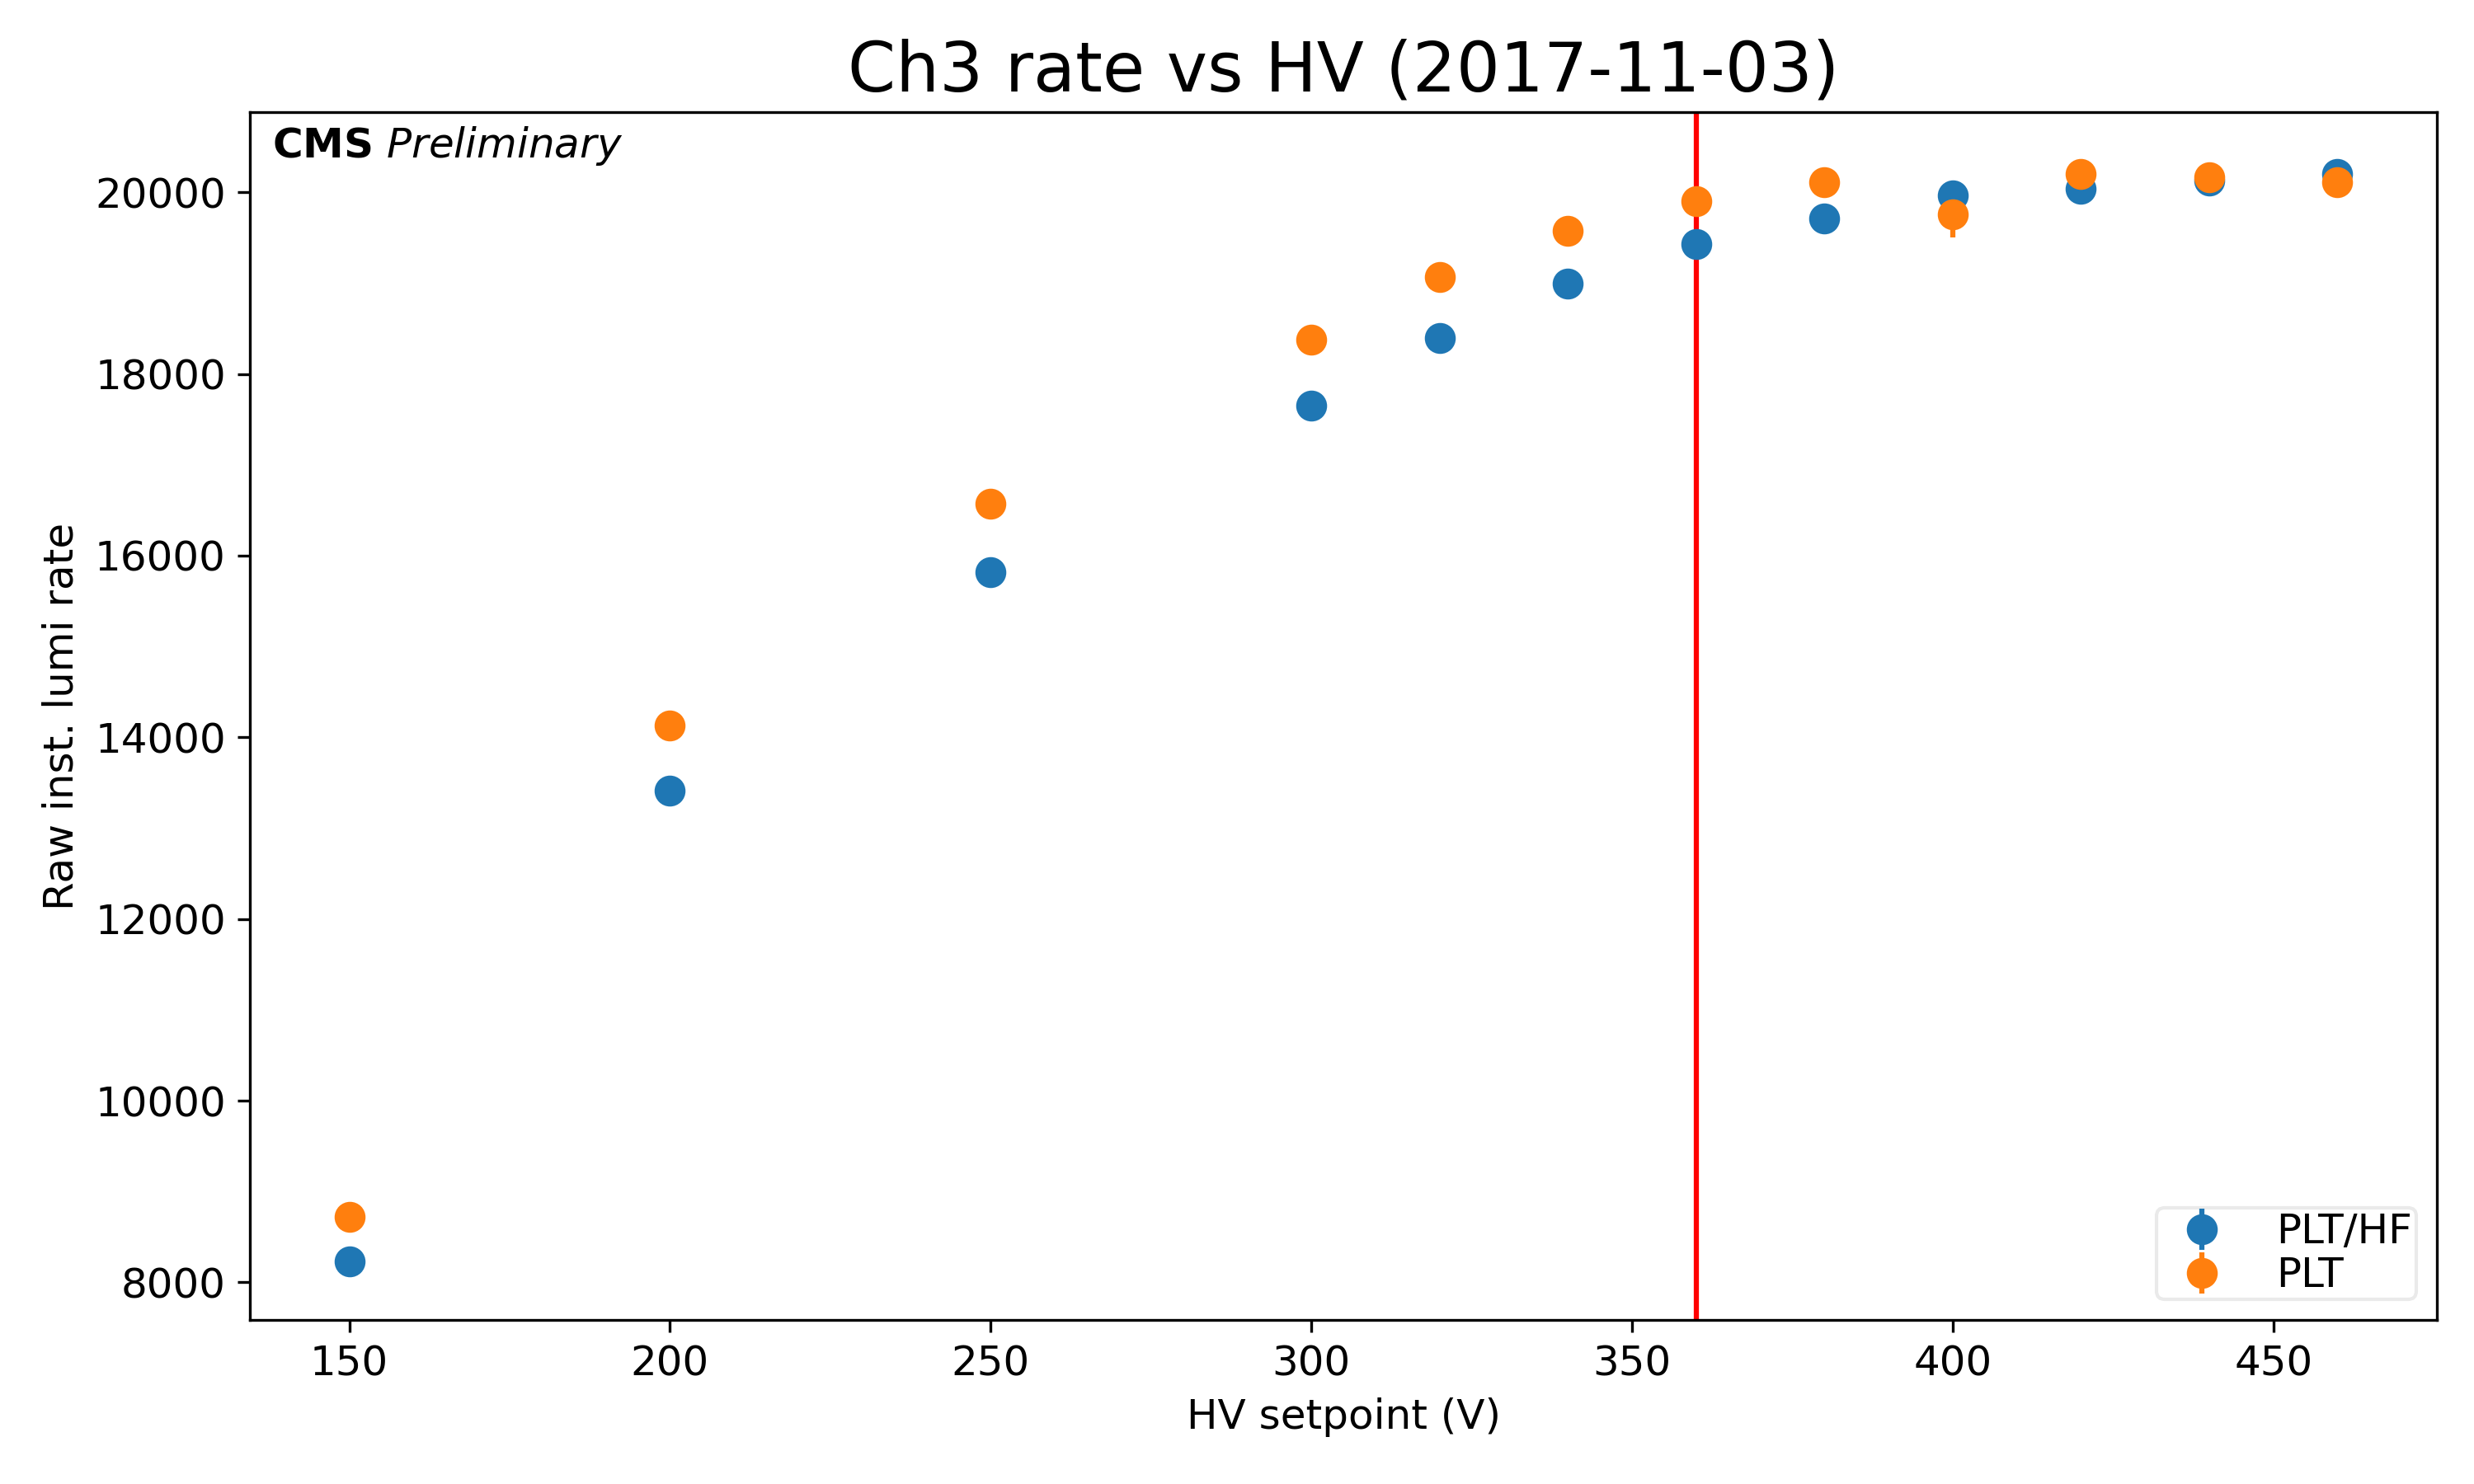 Ch3 rate vs HV (2017-11-03)
CMS Preliminary
20000
18000
16000
14000
12000
10000
8000
Raw inst. lumi rate
150 200 250 300 350 400 450
HV setpoint (V)
PLT/HF
PLT